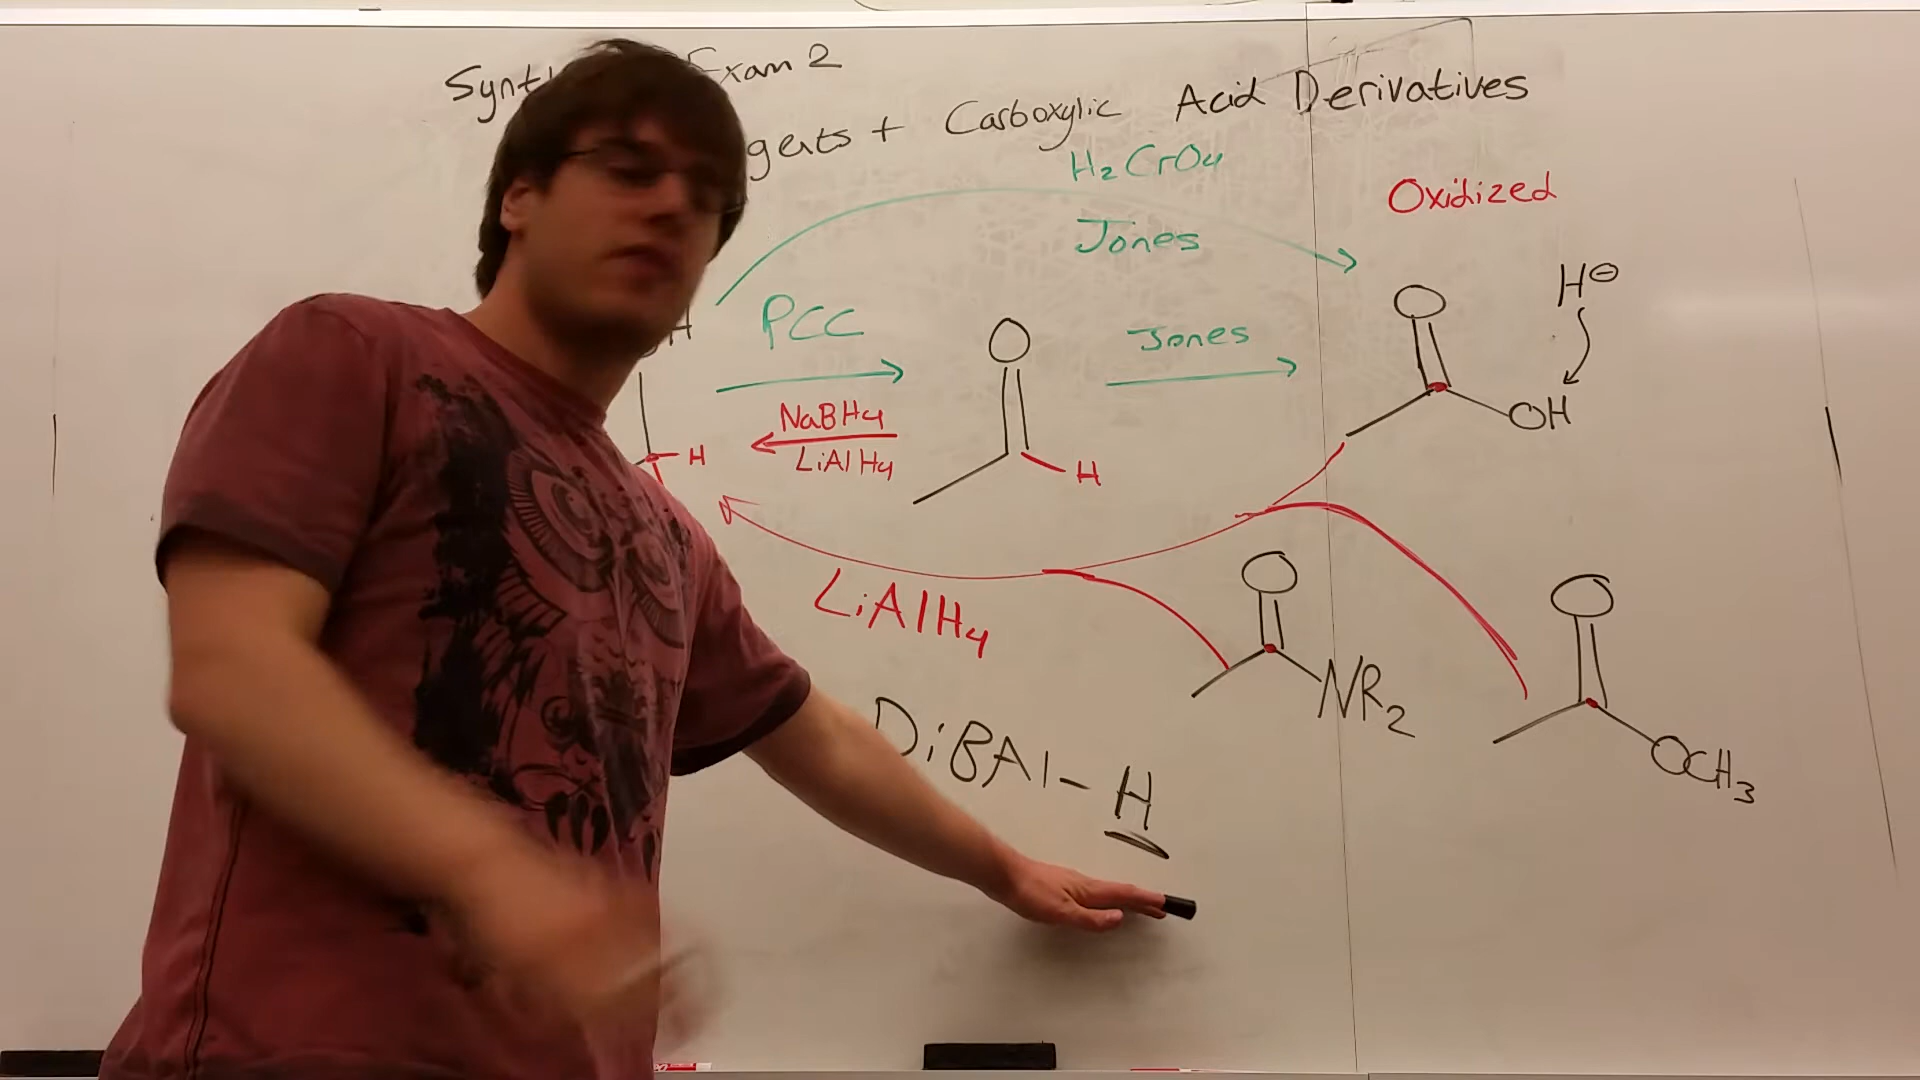 Exam 2
+ Carboxylic Acid Derivatives
H₂CrO₄
Jones
Oxidized
H⊖
O
OH
PCC
Jones
O
H
NaBH₄
LiAlH₄
H
LiAlH₄
O
NR₂
O
OCH₃
DiBAl-H